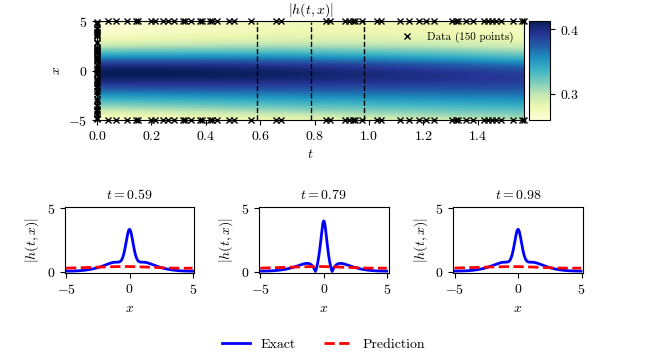 |h(t, x)|
5
0
−5
x
Data (150 points)
0.4
0.3
0.0 0.2 0.4 0.6 0.8 1.0 1.2 1.4
t
t = 0.59 t = 0.79 t = 0.98
5 5 5
|h(t, x)| |h(t, x)| |h(t, x)|
0 0 0
−5 0 5 −5 0 5 −5 0 5
x x x
Exact Prediction